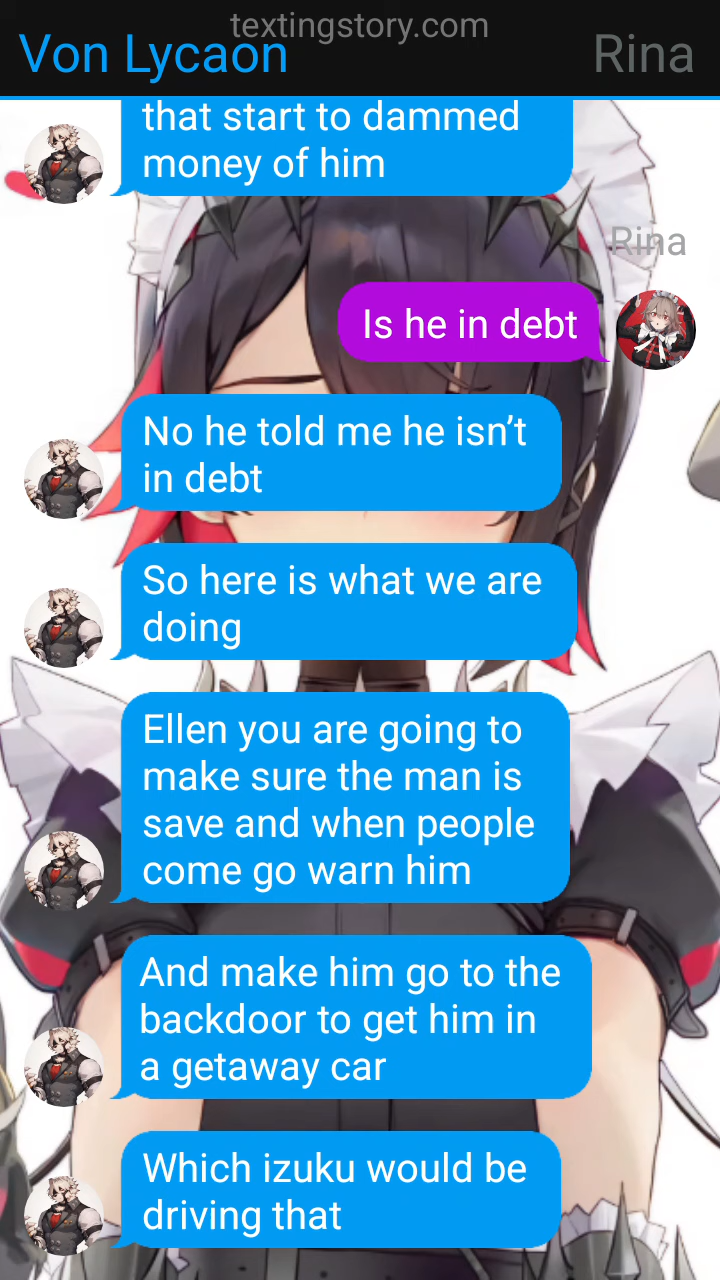 textingstory.com
Von Lycaon
Rina
that start to dammed
money of him
Rina
Is he in debt
No he told me he isn’t
in debt
So here is what we are
doing
Ellen you are going to
make sure the man is
save and when people
come go warn him
And make him go to the
backdoor to get him in
a getaway car
Which izuku would be
driving that